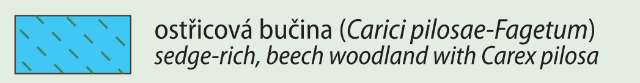 ostřicová bučina (Carici pilosae-Fagetum)
sedge-rich, beech woodland with Carex pilosa